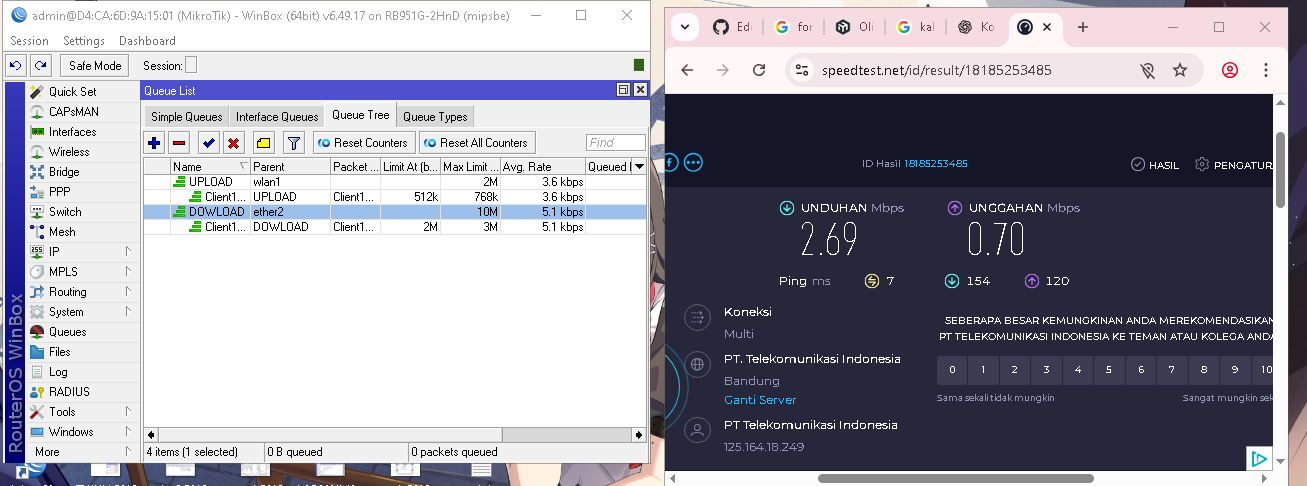 admin@D4:CA:6D:9A:15:01 (MikroTik) - WinBox (64bit) v6.49.17 on RB951G-2HnD (mipsbe)
Session Settings Dashboard
Safe Mode Session:
Quick Set
CAPsMAN
Interfaces
Wireless
Bridge
PPP
Switch
Mesh
IP
MPLS
Routing
System
Queues
Files
Log
RADIUS
Tools
Windows
More
RouterOS WinBox
Queue List
Simple Queues Interface Queues Queue Tree Queue Types
Reset Counters Reset All Counters Find
Name Parent Packet ... Limit At (b... Max Limit ... Avg. Rate Queued
UPLOAD wlan1 2M 3.6 kbps
Client1... UPLOAD Client1... 512k 768k 3.6 kbps
DOWLOAD ether2 10M 5.1 kbps
Client1... DOWLOAD Client1... 2M 3M 5.1 kbps
4 items (1 selected) 0 B queued 0 packets queued
Edi for Oli kal Ko
speedtest.net/id/result/18185253485
ID Hasil 18185253485 HASIL PENGATURA
UNDUHAN Mbps UNGGAHAN Mbps
2.69 0.70
Ping ms 7 154 120
Koneksi
Multi
PT. Telekomunikasi Indonesia
Bandung
Ganti Server
PT Telekomunikasi Indonesia
125.164.18.249
SEBERAPA BESAR KEMUNGKINAN ANDA MEREKOMENDASIKAN
PT TELEKOMUNIKASI INDONESIA KE TEMAN ATAU KOLEGA ANDA
0 1 2 3 4 5 6 7 8 9 10
Sama sekali tidak mungkin Sangat mungkin sek